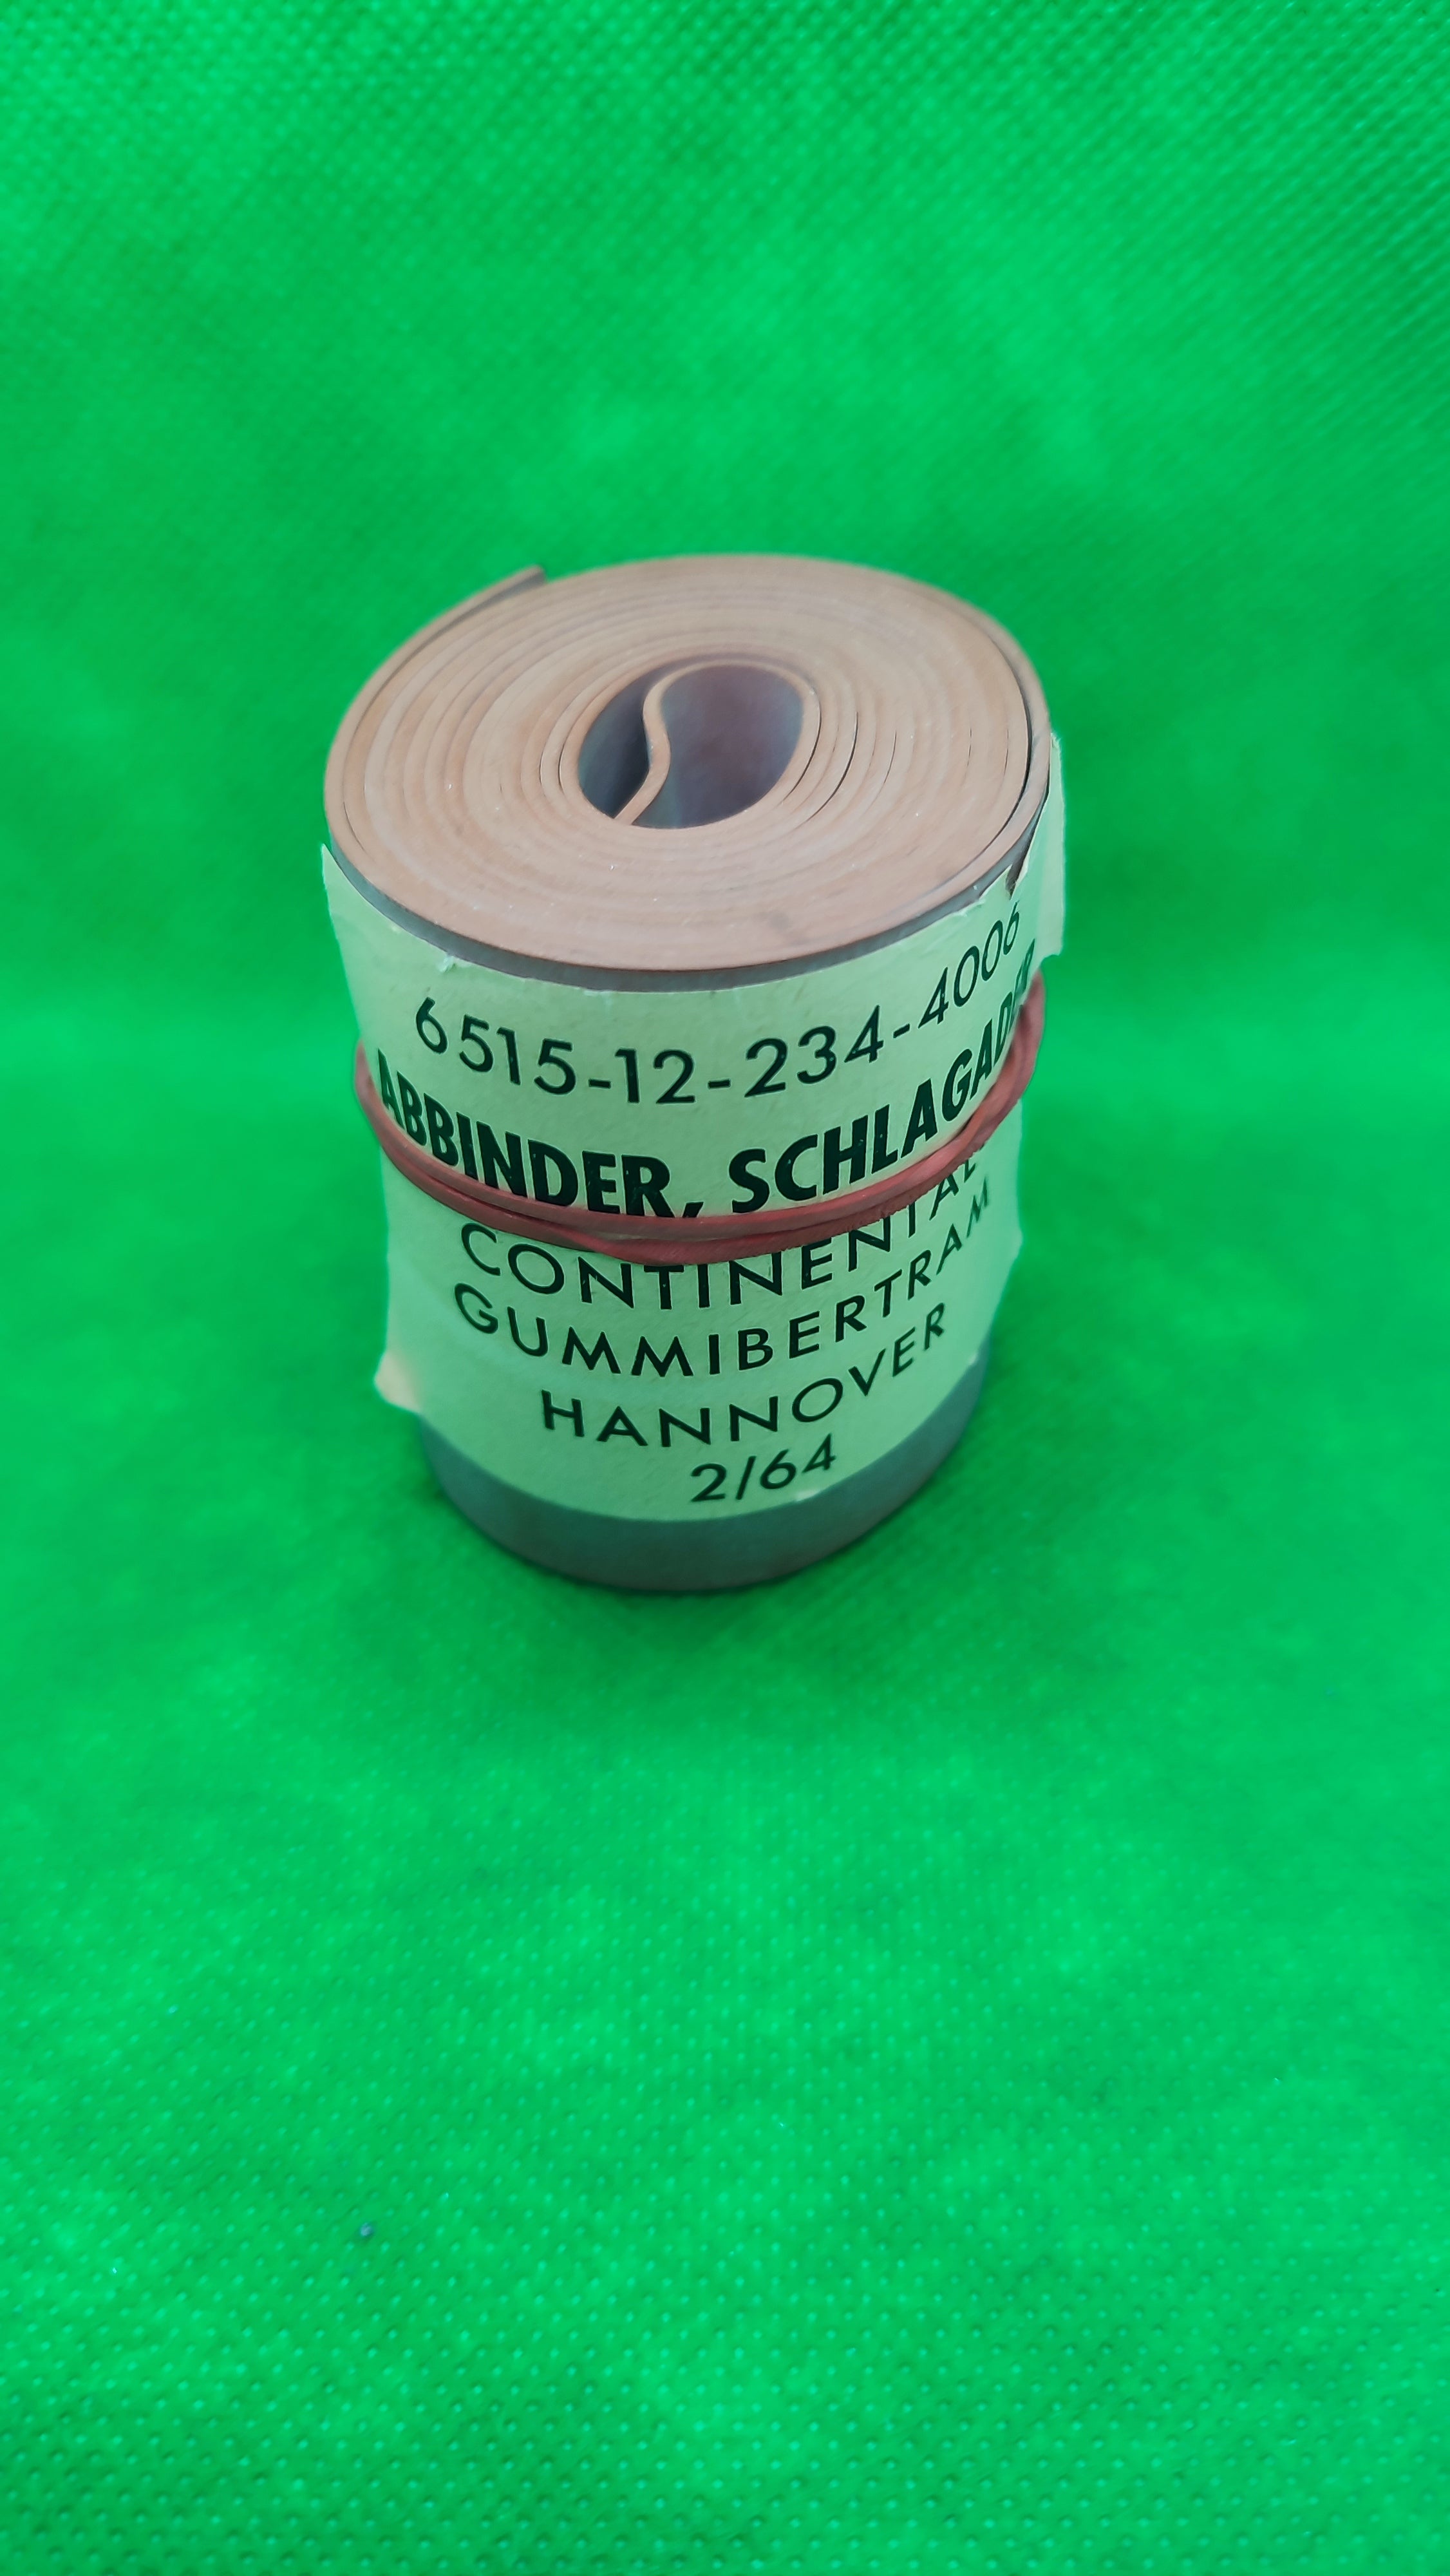 6515-12-234-4006
ABBINDER, SCHLAGADER
CONTINENTAL
GUMMIBERTRAM
HANNOVER
2/64